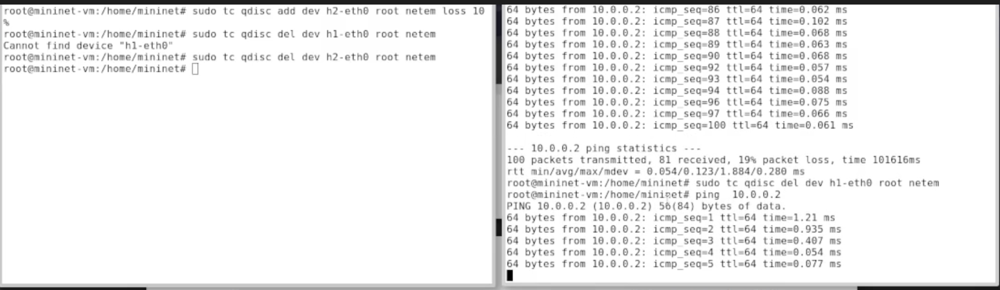 root@mininet-vm:/home/mininet# sudo tc qdisc add dev h2-eth0 root netem loss 10
%
root@mininet-vm:/home/mininet# sudo tc qdisc del dev h1-eth0 root netem
Cannot find device "h1-eth0"
root@mininet-vm:/home/mininet# sudo tc qdisc del dev h2-eth0 root netem
root@mininet-vm:/home/mininet#
64 bytes from 10.0.0.2: icmp_seq=86 ttl=64 time=0.062 ms
64 bytes from 10.0.0.2: icmp_seq=87 ttl=64 time=0.102 ms
64 bytes from 10.0.0.2: icmp_seq=88 ttl=64 time=0.068 ms
64 bytes from 10.0.0.2: icmp_seq=89 ttl=64 time=0.063 ms
64 bytes from 10.0.0.2: icmp_seq=90 ttl=64 time=0.068 ms
64 bytes from 10.0.0.2: icmp_seq=92 ttl=64 time=0.057 ms
64 bytes from 10.0.0.2: icmp_seq=93 ttl=64 time=0.054 ms
64 bytes from 10.0.0.2: icmp_seq=94 ttl=64 time=0.088 ms
64 bytes from 10.0.0.2: icmp_seq=96 ttl=64 time=0.075 ms
64 bytes from 10.0.0.2: icmp_seq=97 ttl=64 time=0.066 ms
64 bytes from 10.0.0.2: icmp_seq=100 ttl=64 time=0.061 ms
--- 10.0.0.2 ping statistics ---
100 packets transmitted, 81 received, 19% packet loss, time 101616ms
rtt min/avg/max/mdev = 0.054/0.123/1.884/0.280 ms
root@mininet-vm:/home/mininet# sudo tc qdisc del dev h1-eth0 root netem
root@mininet-vm:/home/mininet# ping  10.0.0.2
PING 10.0.0.2 (10.0.0.2) 56(84) bytes of data.
64 bytes from 10.0.0.2: icmp_seq=1 ttl=64 time=1.21 ms
64 bytes from 10.0.0.2: icmp_seq=2 ttl=64 time=0.935 ms
64 bytes from 10.0.0.2: icmp_seq=3 ttl=64 time=0.407 ms
64 bytes from 10.0.0.2: icmp_seq=4 ttl=64 time=0.054 ms
64 bytes from 10.0.0.2: icmp_seq=5 ttl=64 time=0.077 ms